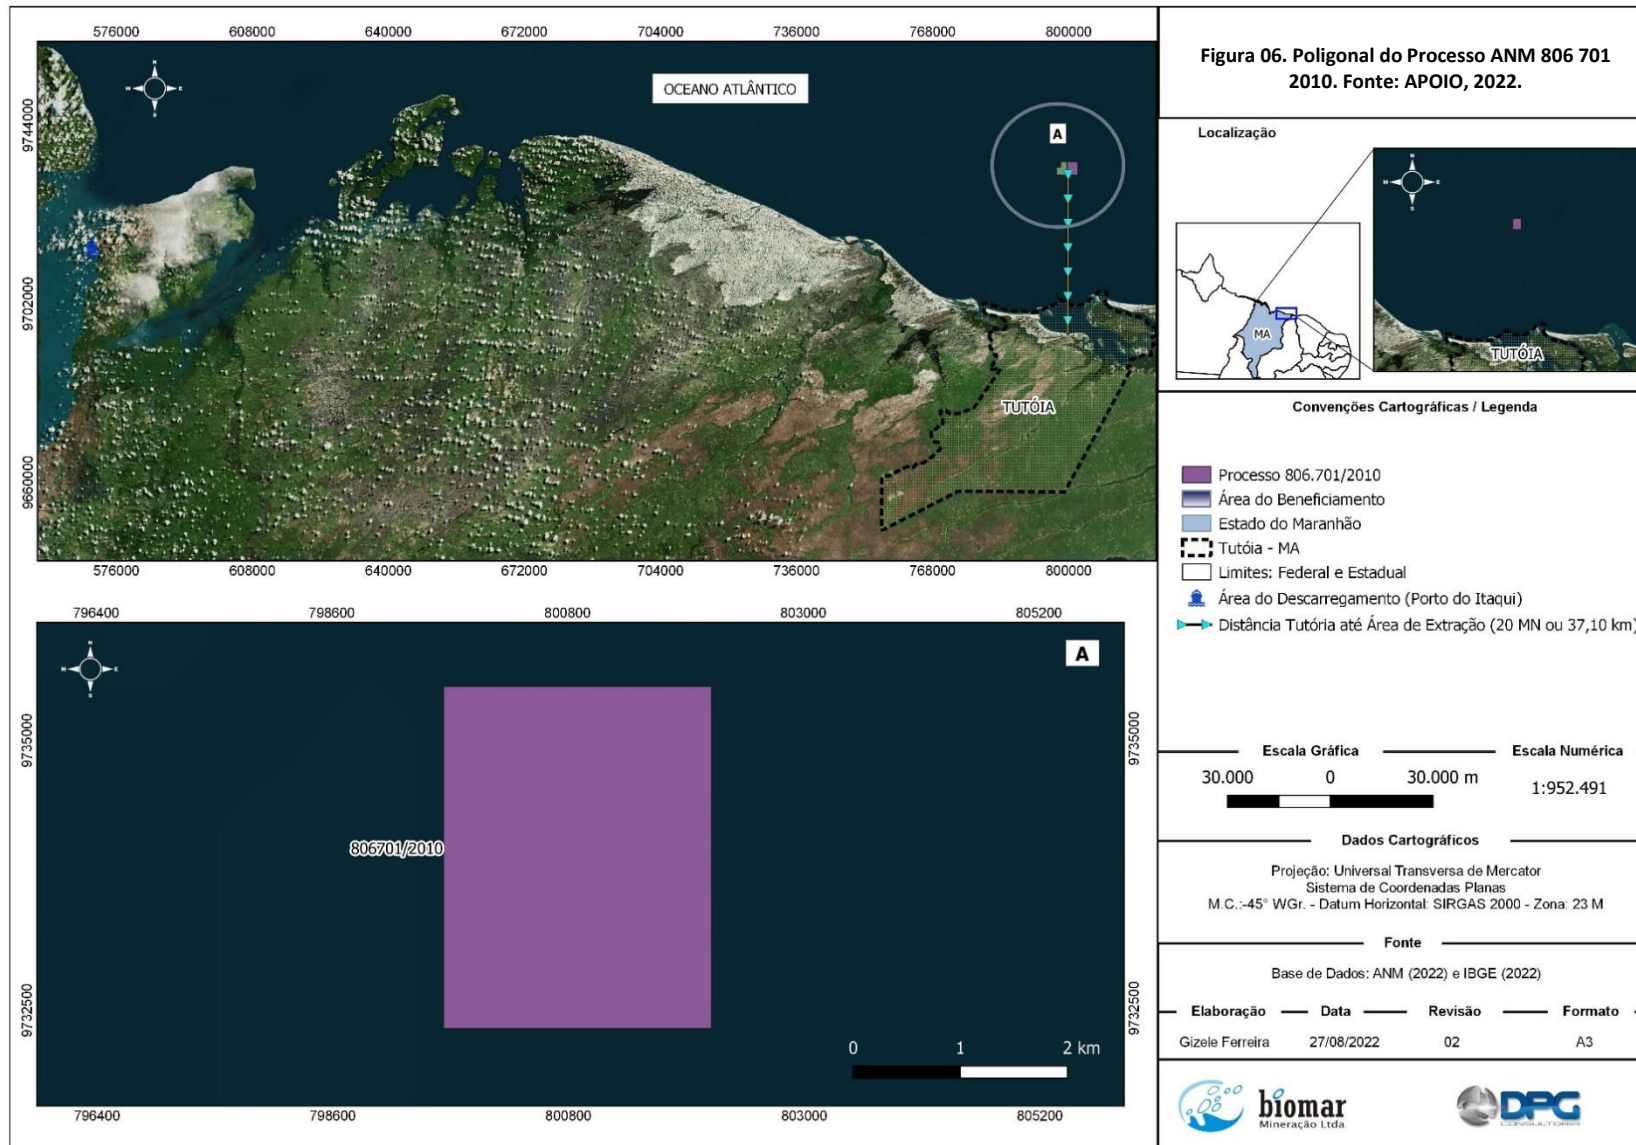 576000 608000 640000 672000 704000 736000 768000 800000
9744000
9702000
9660000
N
W E
S
OCEANO ATLÂNTICO
A
TUTÓIA
576000 608000 640000 672000 704000 736000 768000 800000
796400 798600 800800 803000 805200
N
W E
S
A
9735000
9735000
806701/2010
9732500
9732500
0 1 2 km
796400 798600 800800 803000 805200
Figura 06. Poligonal do Processo ANM 806 701
2010. Fonte: APOIO, 2022.
Localização
N
W E
S
MA
TUTÓIA
Convenções Cartográficas / Legenda
Processo 806.701/2010
Área do Beneficiamento
Estado do Maranhão
Tutóia - MA
Limites: Federal e Estadual
Área do Descarregamento (Porto do Itaqui)
Distância Tutória até Área de Extração (20 MN ou 37,10 km)
Escala Gráfica Escala Numérica
30.000 0 30.000 m
1:952.491
Dados Cartográficos
Projeção: Universal Transversa de Mercator
Sistema de Coordenadas Planas
M.C.:-45° WGr. - Datum Horizontal: SIRGAS 2000 - Zona: 23 M
Fonte
Base de Dados: ANM (2022) e IBGE (2022)
Elaboração Data Revisão Formato
Gizele Ferreira 27/08/2022 02 A3
biomar
Mineração Ltda
DPG
CONSULTORIA